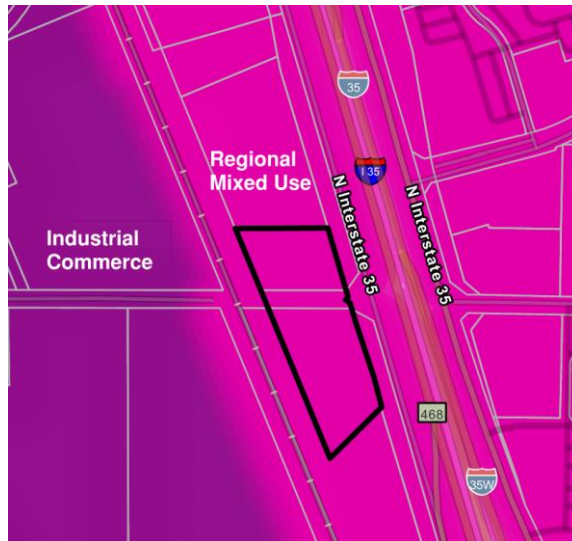 35
I 35
Regional
Mixed Use
N Interstate 35
N Interstate 35
Industrial
Commerce
468
35W